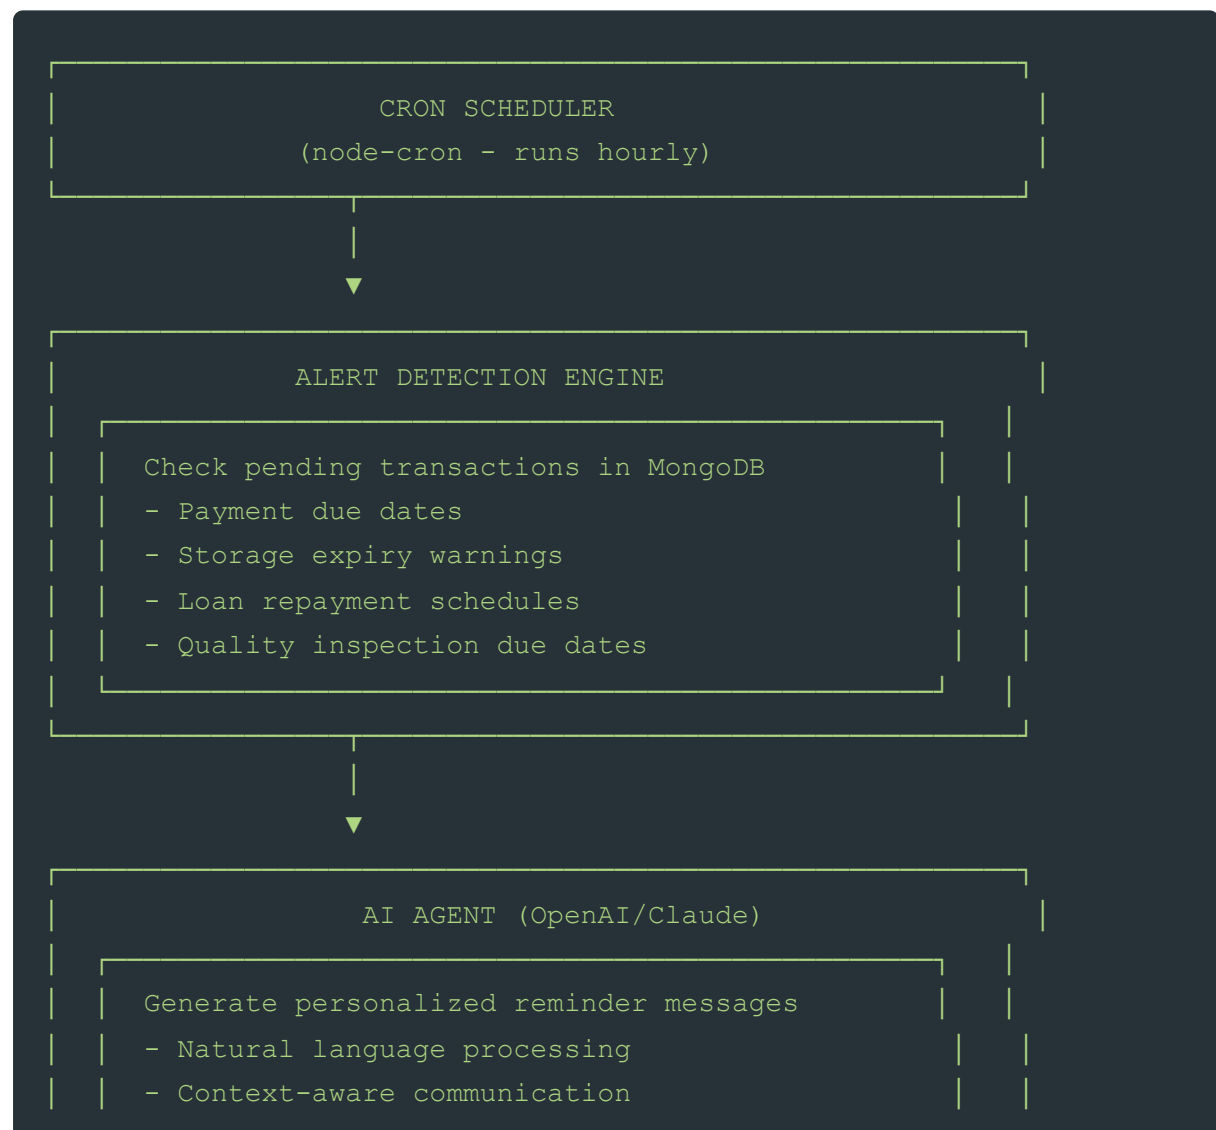 CRON SCHEDULER
(node-cron - runs hourly)
ALERT DETECTION ENGINE
Check pending transactions in MongoDB
- Payment due dates
- Storage expiry warnings
- Loan repayment schedules
- Quality inspection due dates
AI AGENT (OpenAI/Claude)
Generate personalized reminder messages
- Natural language processing
- Context-aware communication